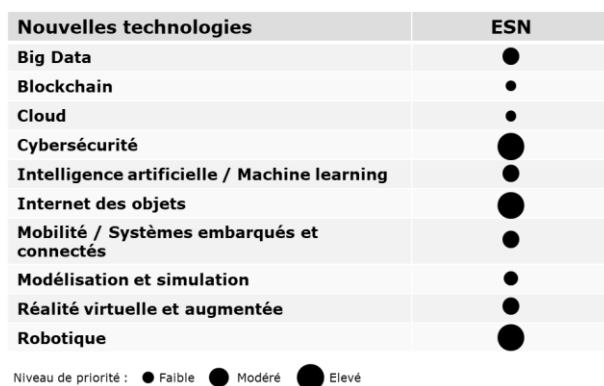 Nouvelles technologies ESN
Big Data
Blockchain
Cloud
Cybersécurité
Intelligence artificielle / Machine learning
Internet des objets
Mobilité / Systèmes embarqués et
connectés
Modélisation et simulation
Réalité virtuelle et augmentée
Robotique
Niveau de priorité : Faible Modéré Elevé